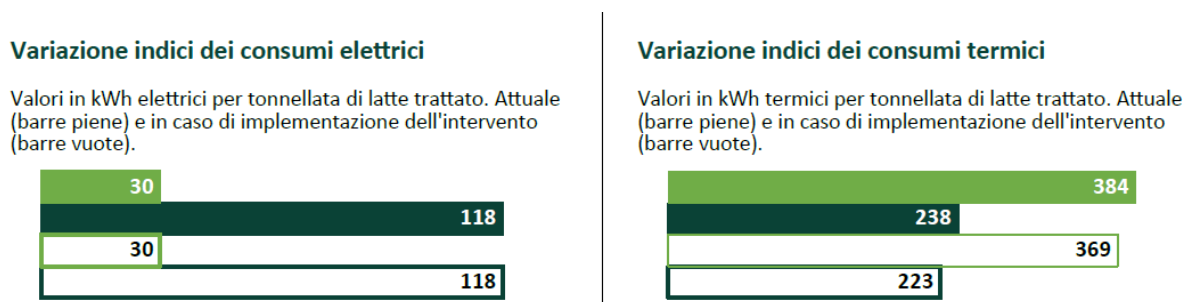 Variazione indici dei consumi elettrici
Valori in kWh elettrici per tonnellata di latte trattato. Attuale
(barre piene) e in caso di implementazione dell'intervento
(barre vuote).
30
118
30
118
Variazione indici dei consumi termici
Valori in kWh termici per tonnellata di latte trattato. Attuale
(barre piene) e in caso di implementazione dell'intervento
(barre vuote).
384
238
369
223